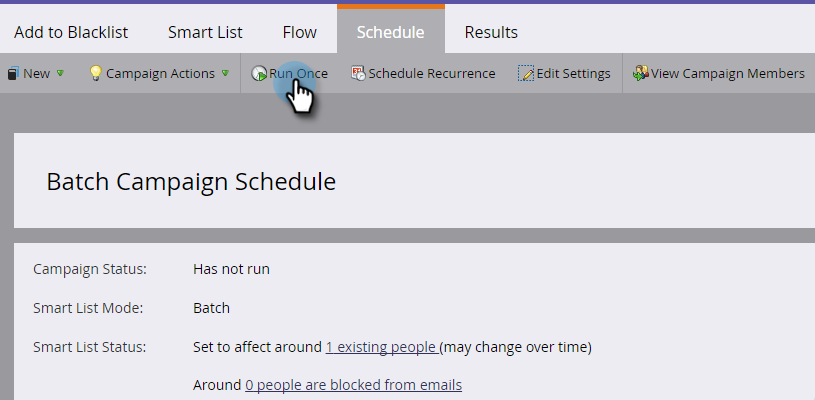 Add to Blacklist Smart List Flow Schedule Results
New Campaign Actions Run Once Schedule Recurrence Edit Settings View Campaign Members
Batch Campaign Schedule
Campaign Status: Has not run
Smart List Mode: Batch
Smart List Status: Set to affect around 1 existing people (may change over time)
Around 0 people are blocked from emails